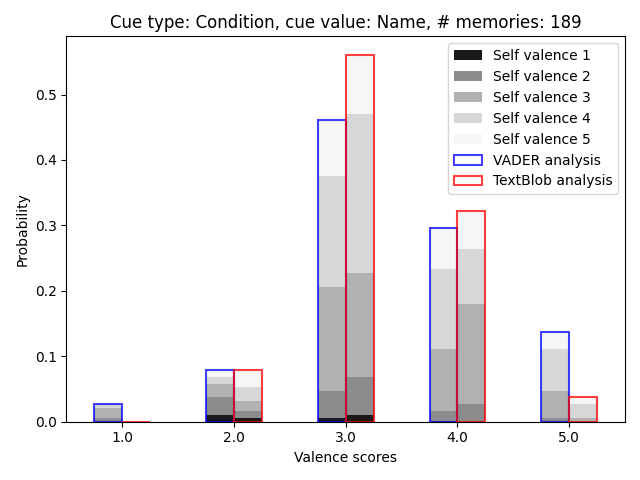 Cue type: Condition, cue value: Name, # memories: 189
Self valence 1
Self valence 2
Self valence 3
Self valence 4
Self valence 5
VADER analysis
TextBlob analysis
Probability
0.5
0.4
0.3
0.2
0.1
0.0
1.0 2.0 3.0 4.0 5.0
Valence scores